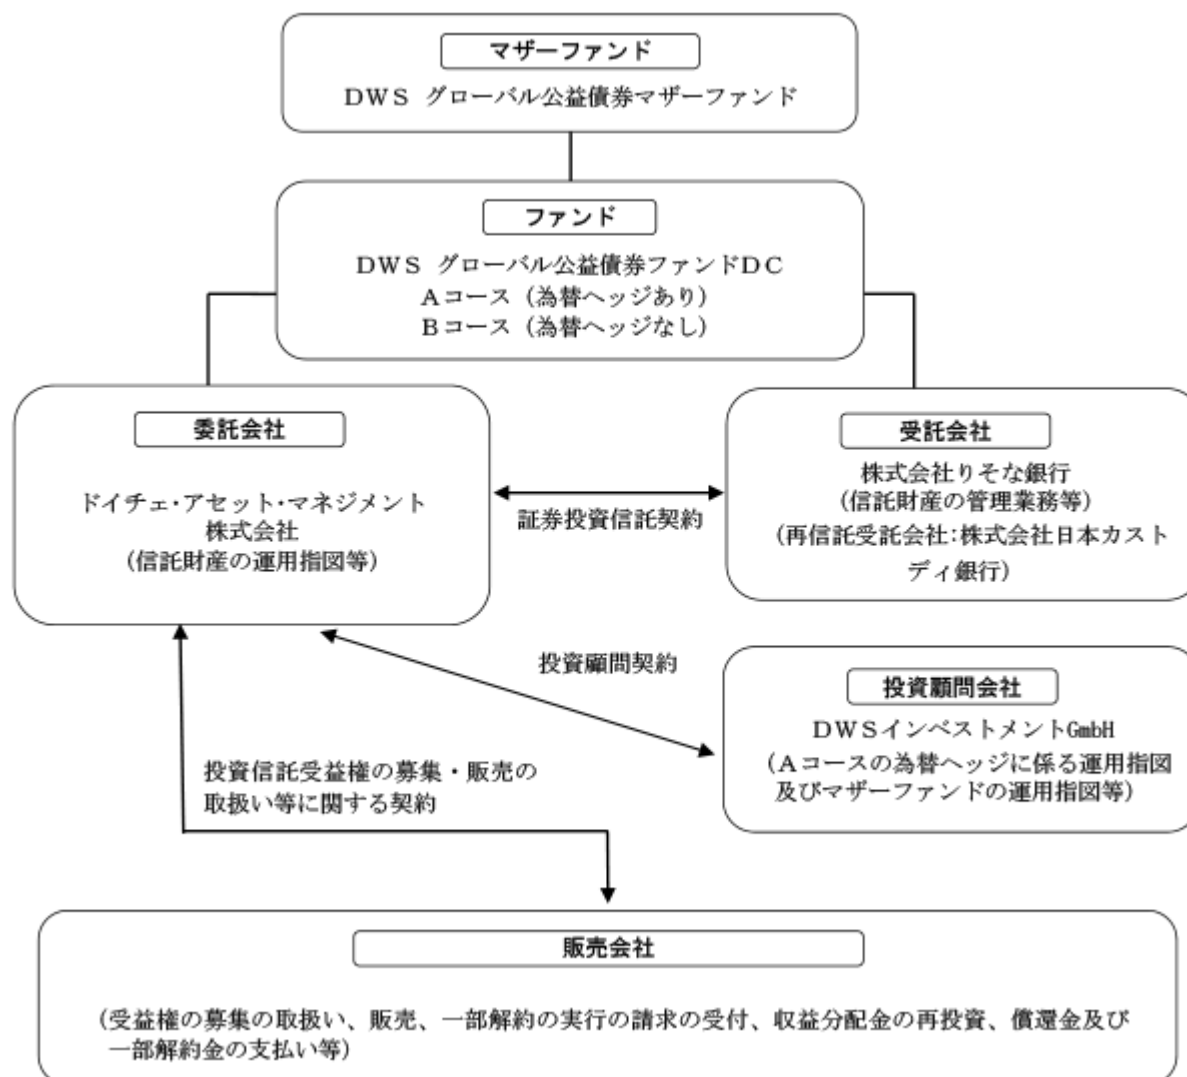 マザーファンド
DWS グローバル公益債券マザーファンド
ファンド
DWS グローバル公益債券ファンドDC
Aコース（為替ヘッジあり）
Bコース（為替ヘッジなし）
委託会社
ドイチェ・アセット・マネジメント
株式会社
（信託財産の運用指図等）
証券投資信託契約
受託会社
株式会社りそな銀行
（信託財産の管理業務等）
（再信託受託会社：株式会社日本カスト
ディ銀行）
投資顧問契約
投資顧問会社
DWSインベストメントGmbH
（Aコースの為替ヘッジに係る運用指図
及びマザーファンドの運用指図等）
投資信託受益権の募集・販売の
取扱い等に関する契約
販売会社
（受益権の募集の取扱い、販売、一部解約の実行の請求の受付、収益分配金の再投資、償還金及び
一部解約金の支払い等）